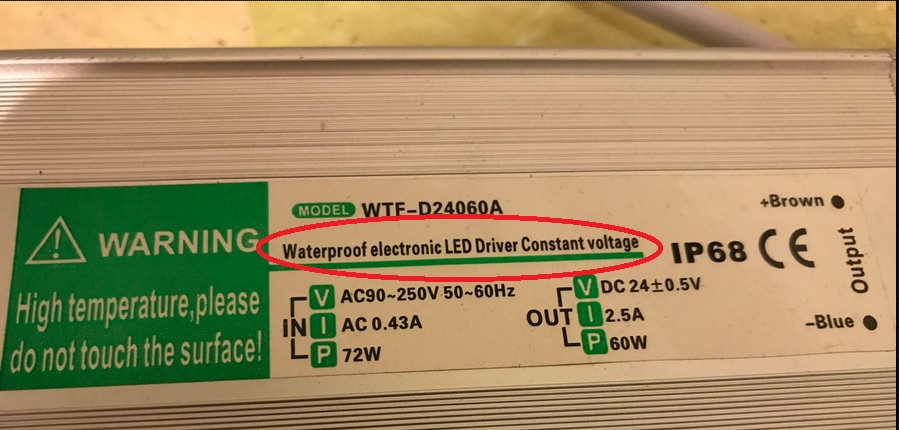 MODEL WTF-D24060A
WARNING
Waterproof electronic LED Driver Constant voltage
IP68 CE
High temperature,please
do not touch the surface!
IN
V AC90~250V 50~60Hz
I AC 0.43A
P 72W
OUT
V DC 24±0.5V
I 2.5A
P 60W
+Brown
Output
-Blue